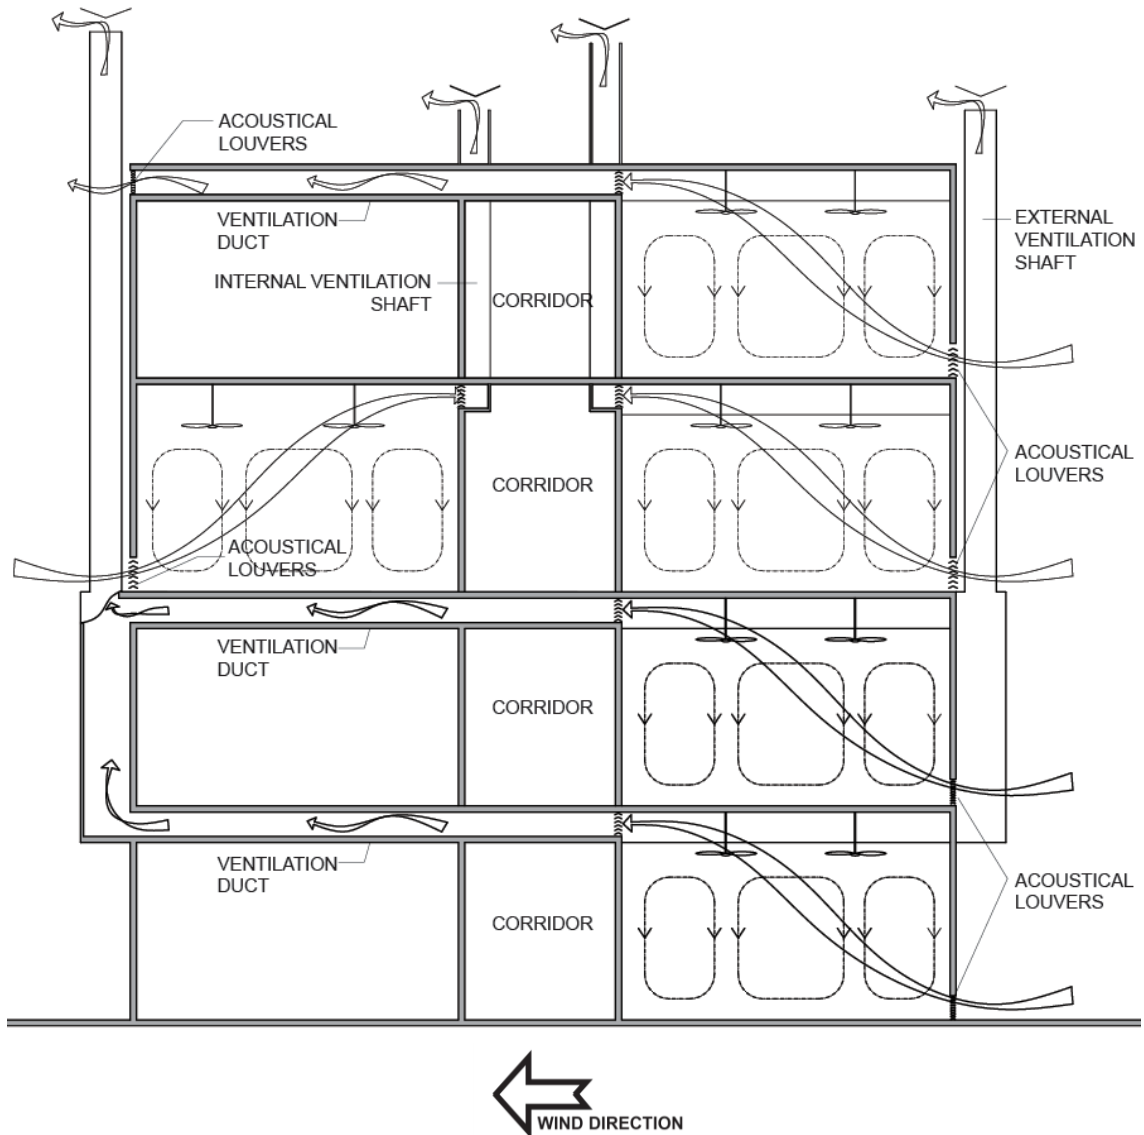 ACOUSTICAL
LOUVERS
VENTILATION
DUCT
EXTERNAL
VENTILATION
SHAFT
INTERNAL VENTILATION
SHAFT
CORRIDOR
ACOUSTICAL
LOUVERS
CORRIDOR
ACOUSTICAL
LOUVERS
VENTILATION
DUCT
CORRIDOR
VENTILATION
DUCT
ACOUSTICAL
LOUVERS
CORRIDOR
WIND DIRECTION